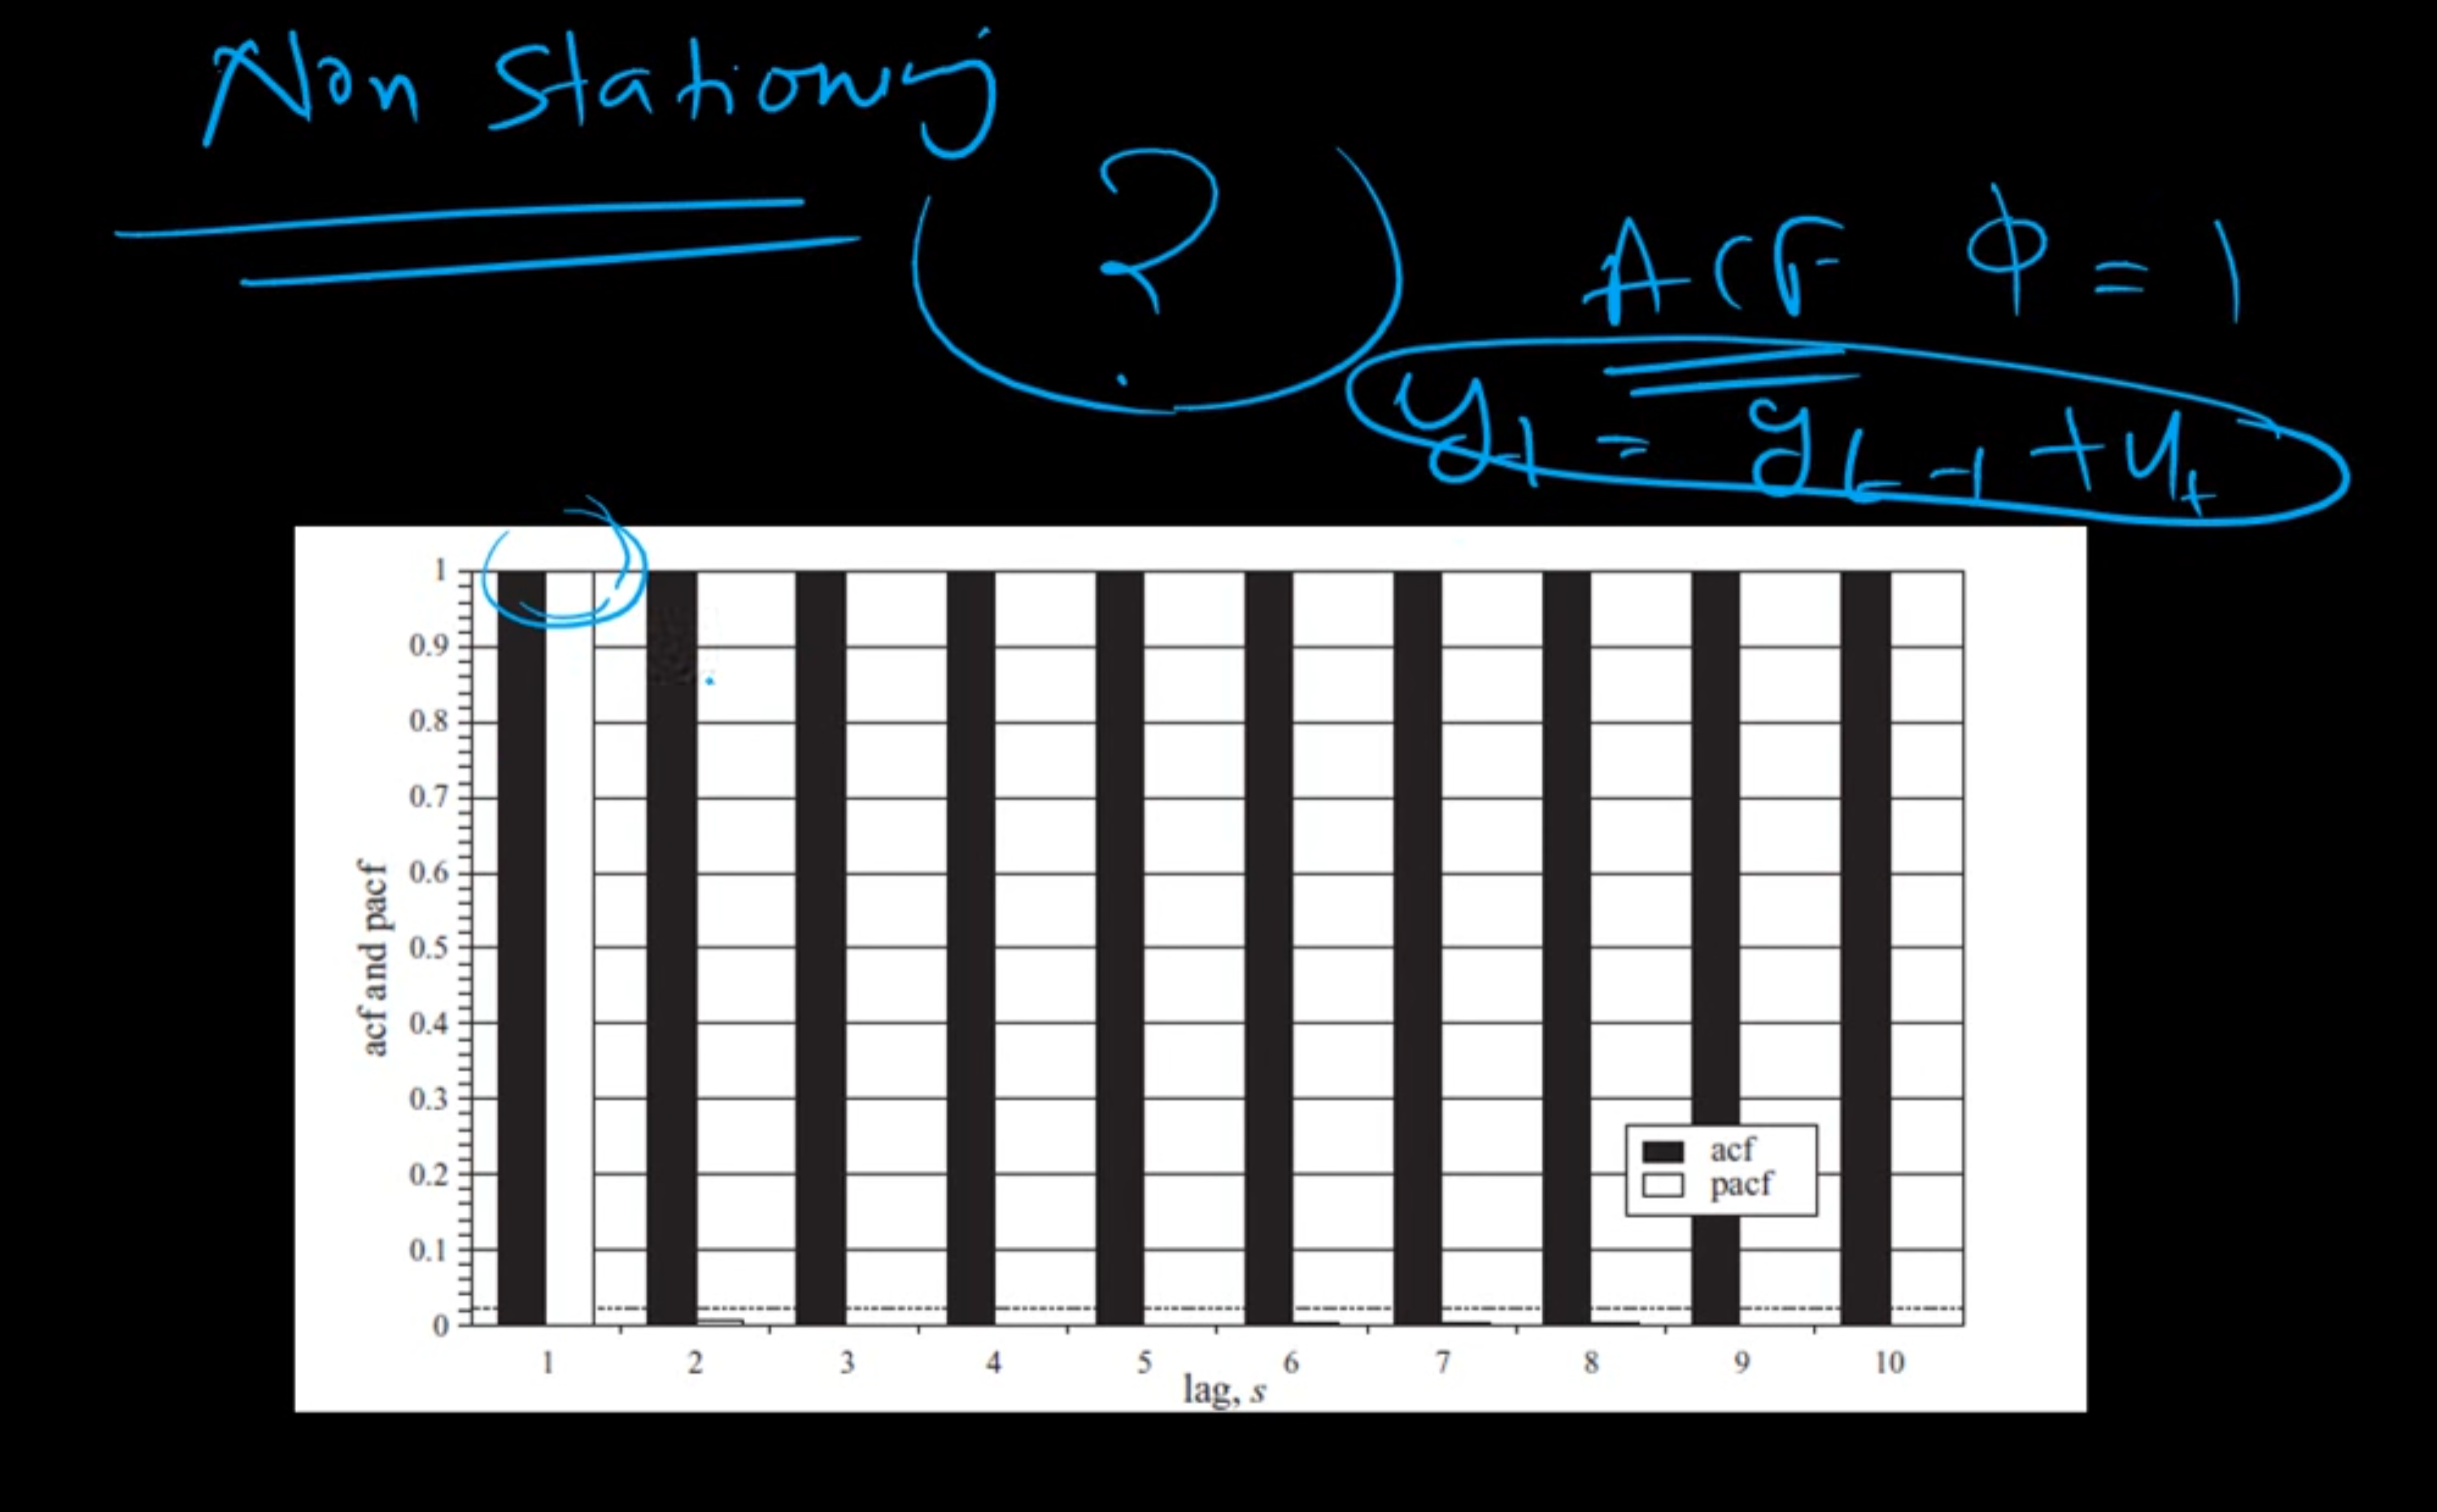 Non Stationary
?
ACF Φ = 1
yt = yt-1 + ut
1
0.9
0.8
0.7
0.6
0.5
0.4
0.3
0.2
0.1
0
acf and pacf
acf
pacf
1 2 3 4 5 6 7 8 9 10
lag, s